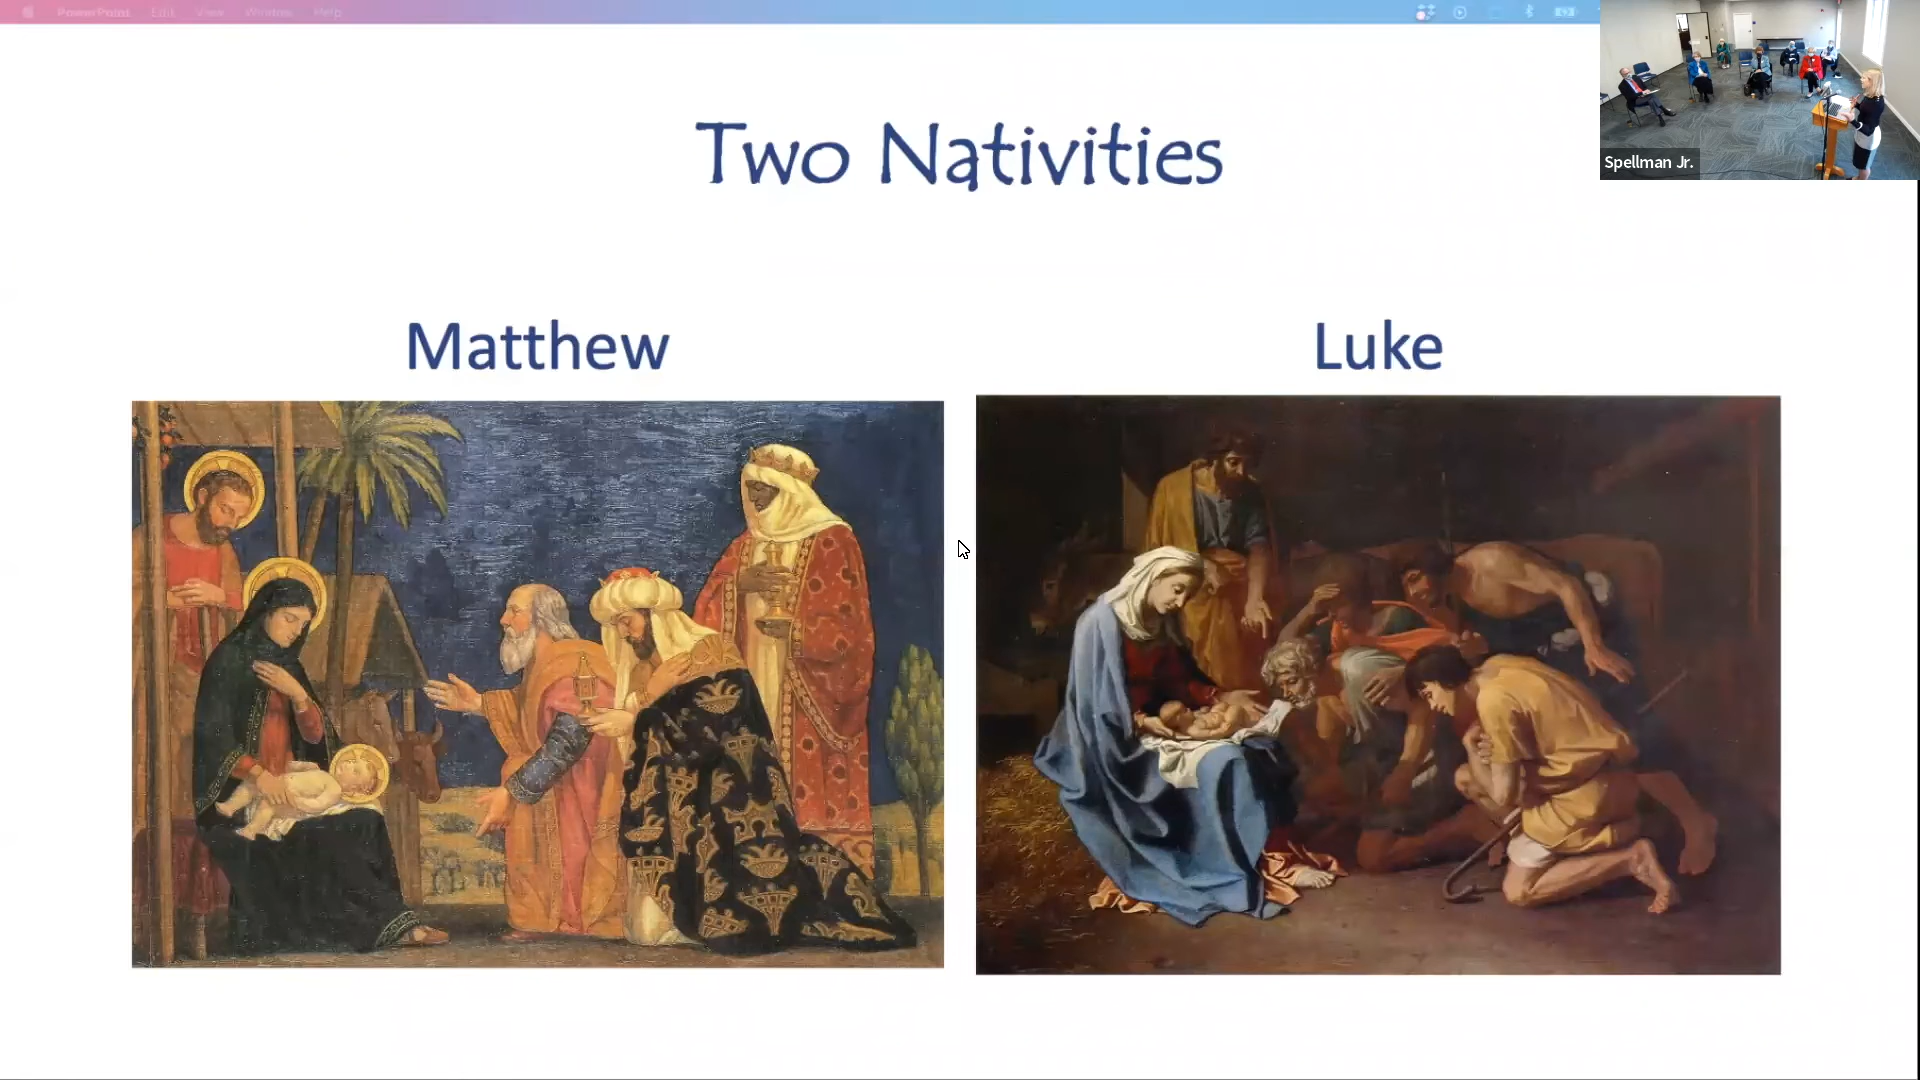 PowerPoint Edit View Window Help
Spellman Jr.
Two Nativities
Matthew
Luke